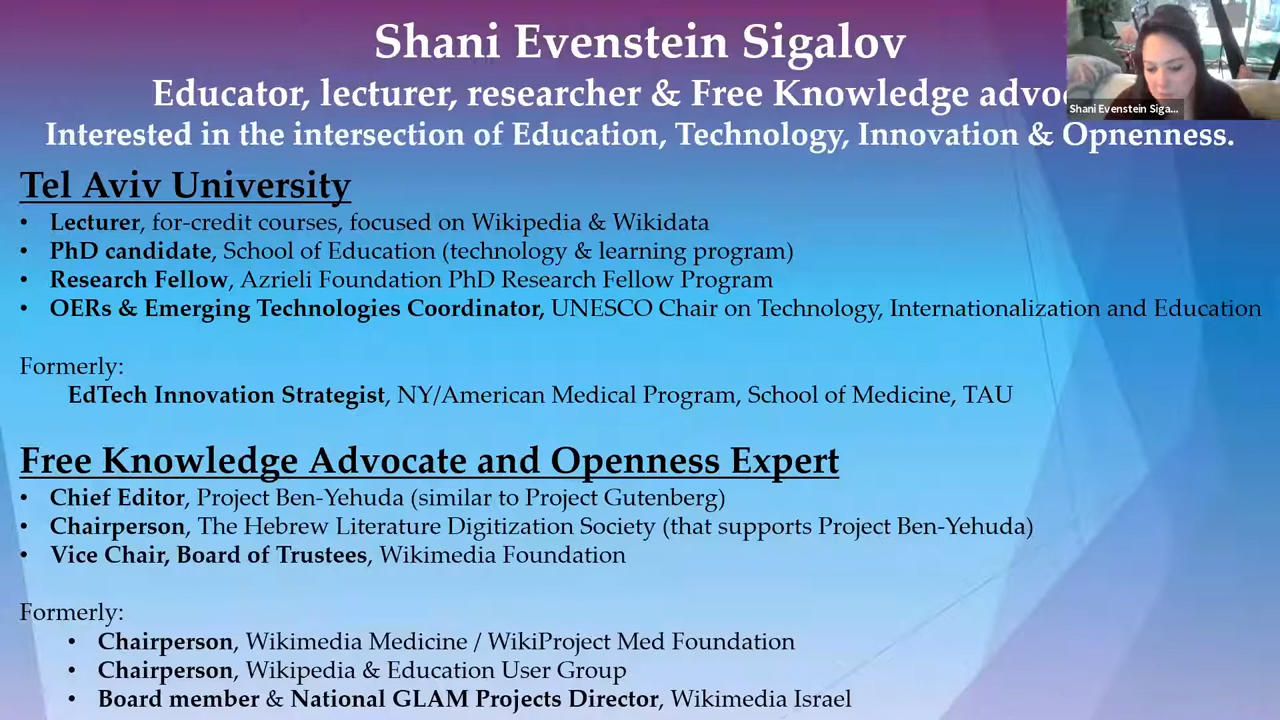 Shani Evenstein Sigalov
Educator, lecturer, researcher & Free Knowledge
Shani Evenstein Siga...
Interested in the intersection of Education, Technology, Innovation & Opnenness.
Tel Aviv University
• Lecturer, for-credit courses, focused on Wikipedia & Wikidata
• PhD candidate, School of Education (technology & learning program)
• Research Fellow, Azrieli Foundation PhD Research Fellow Program
• OERs & Emerging Technologies Coordinator, UNESCO Chair on Technology, Internationalization and Education
Formerly:
EdTech Innovation Strategist, NY/American Medical Program, School of Medicine, TAU
Free Knowledge Advocate and Openness Expert
• Chief Editor, Project Ben-Yehuda (similar to Project Gutenberg)
• Chairperson, The Hebrew Literature Digitization Society (that supports Project Ben-Yehuda)
• Vice Chair, Board of Trustees, Wikimedia Foundation
Formerly:
• Chairperson, Wikimedia Medicine / WikiProject Med Foundation
• Chairperson, Wikipedia & Education User Group
• Board member & National GLAM Projects Director, Wikimedia Israel